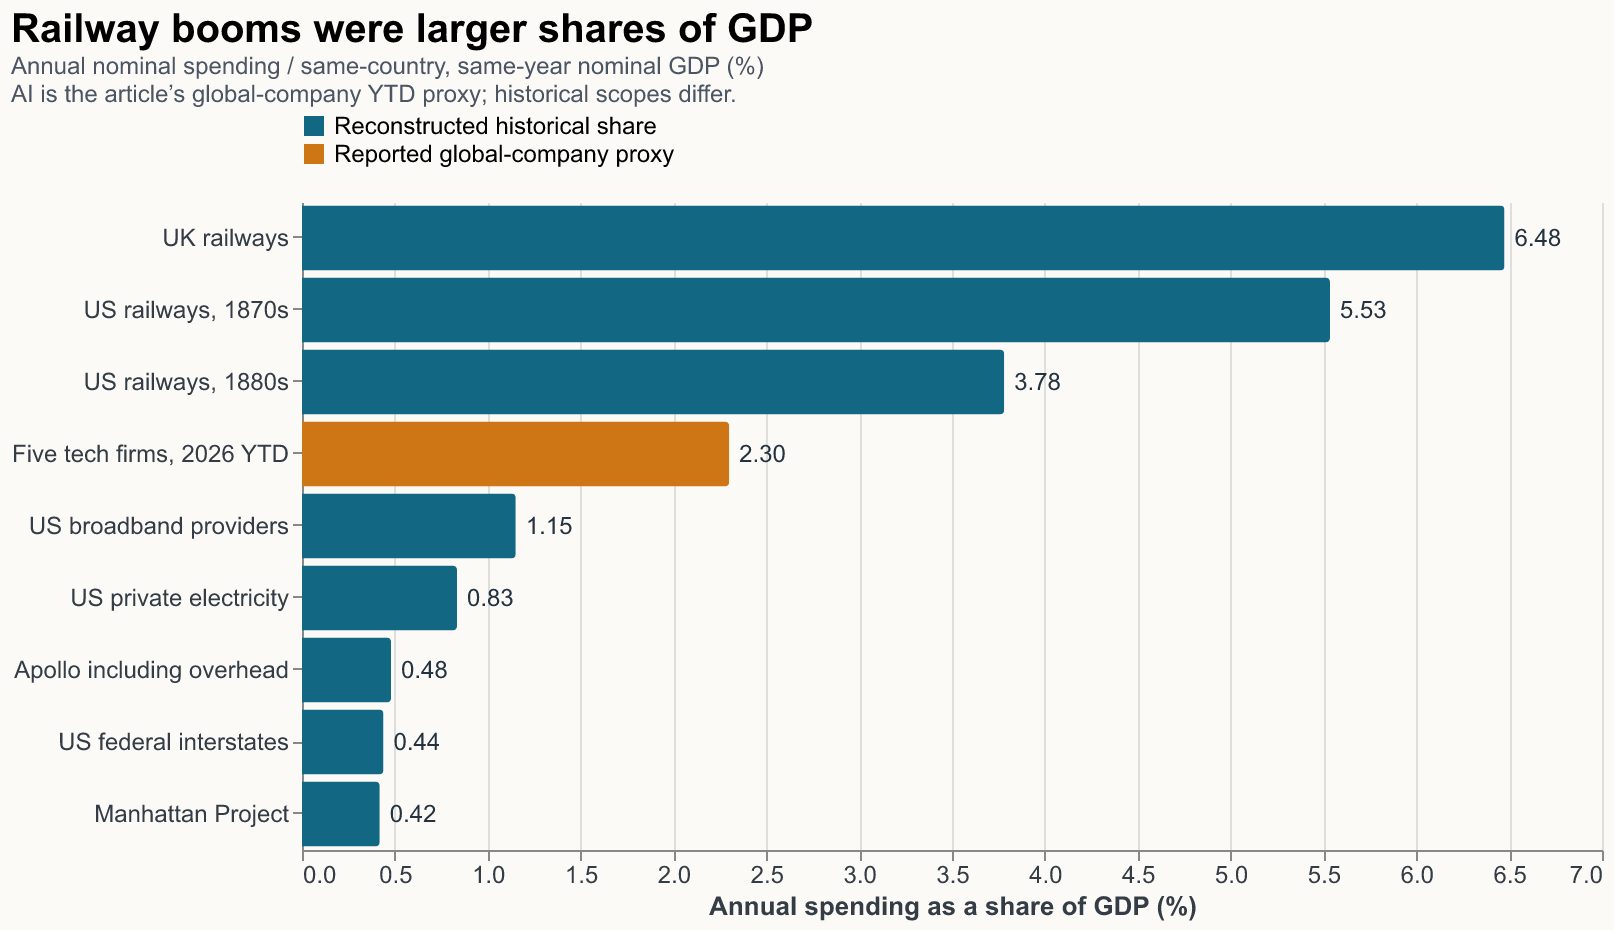 Railway booms were larger shares of GDP
Annual nominal spending / same-country, same-year nominal GDP (%)
AI is the article’s global-company YTD proxy; historical scopes differ.
Reconstructed historical share
Reported global-company proxy
UK railways 6.48
US railways, 1870s 5.53
US railways, 1880s 3.78
Five tech firms, 2026 YTD 2.30
US broadband providers 1.15
US private electricity 0.83
Apollo including overhead 0.48
US federal interstates 0.44
Manhattan Project 0.42
0.0 0.5 1.0 1.5 2.0 2.5 3.0 3.5 4.0 4.5 5.0 5.5 6.0 6.5 7.0
Annual spending as a share of GDP (%)